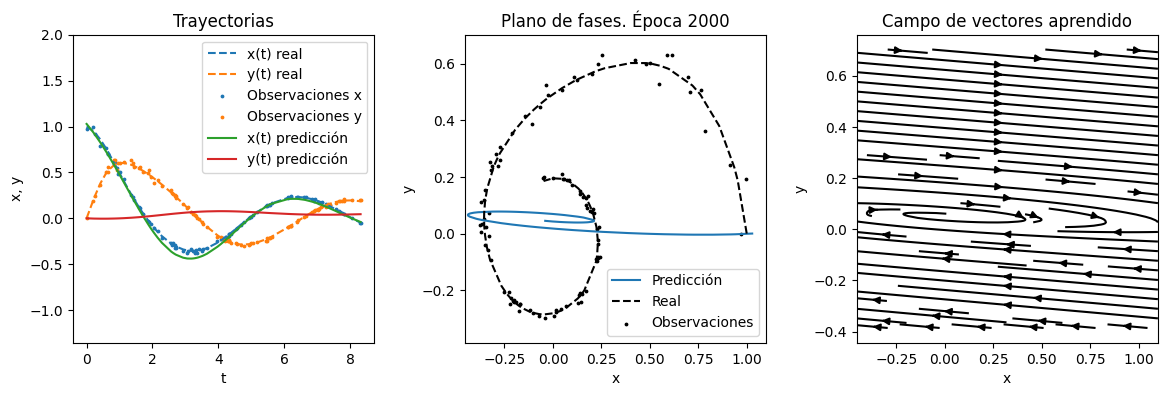 Trayectorias
x, y
2.0
1.5
1.0
0.5
0.0
−0.5
−1.0
0
2
4
6
8
t
x(t) real
y(t) real
Observaciones x
Observaciones y
x(t) predicción
y(t) predicción
Plano de fases. Época 2000
y
0.6
0.4
0.2
0.0
−0.2
−0.25
0.00
0.25
0.50
0.75
1.00
x
Predicción
Real
Observaciones
Campo de vectores aprendido
y
0.6
0.4
0.2
0.0
−0.2
−0.4
−0.25
0.00
0.25
0.50
0.75
1.00
x